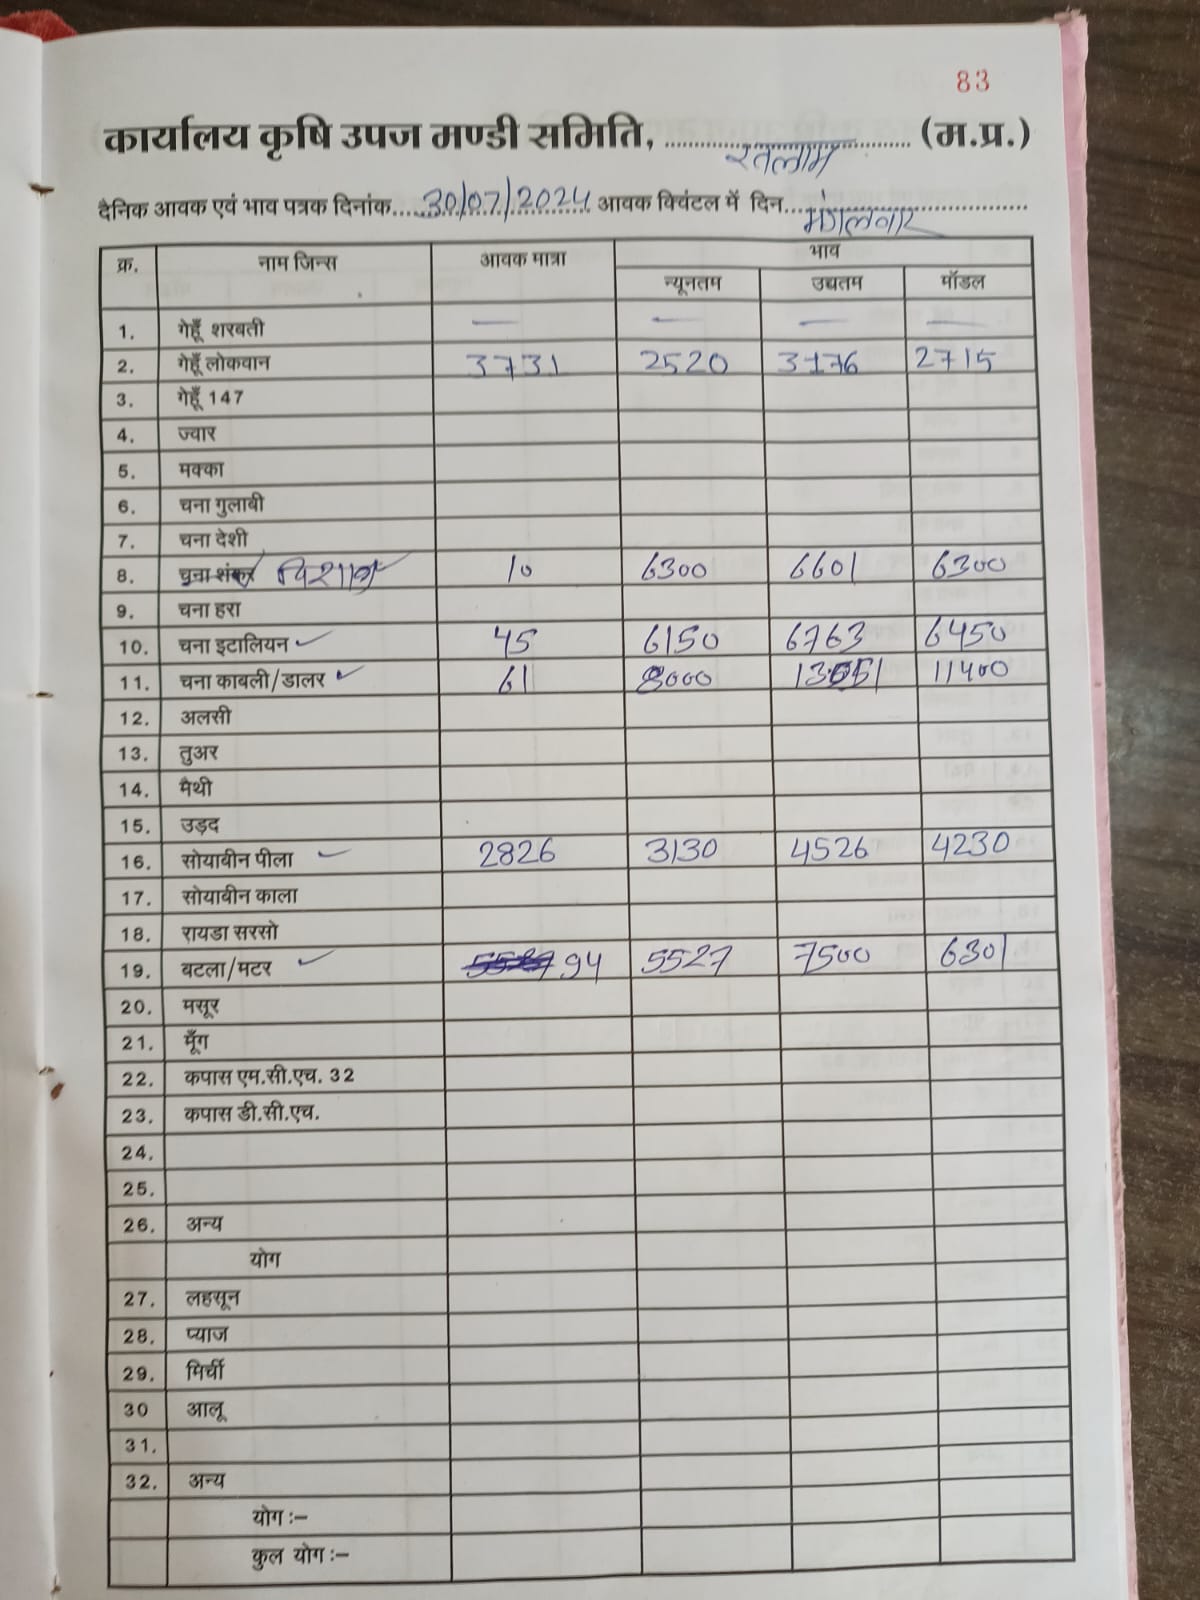 83
कार्यालय कृषि उपज मण्डी समिति, रतलाम (म.प्र.)
दैनिक आवक एवं भाव पत्रक दिनांक 30/07/2024 आवक क्विंटल में दिन मंगलवार
क्र. नाम जिन्स आवक मात्रा भाव
न्यूनतम उच्चतम मॉडल
1. गेहूँ शरबती — — — —
2. गेहूँ लोकवान 3731 2520 3176 2715
3. गेहूँ 147
4. ज्वार
5. मक्का
6. चना गुलाबी
7. चना देशी
8. चना शंकर विशाल 10 6300 6601 6300
9. चना हरा
10. चना इटालियन 45 6150 6763 6450
11. चना काबली/डालर 61 8000 11400
12. अलसी
13. तुअर
14. मैथी
15. उड़द
16. सोयाबीन पीला 2826 3130 4526 4230
17. सोयाबीन काला
18. रायडा सरसो
19. बटला/मटर 94 5527 7500 6301
20. मसूर
21. मूँग
22. कपास एम.सी.एच. 32
23. कपास डी.सी.एच.
24.
25.
26. अन्य
योग
27. लहसून
28. प्याज
29. मिर्ची
30 आलू
31.
32. अन्य
योग :–
कुल योग :–